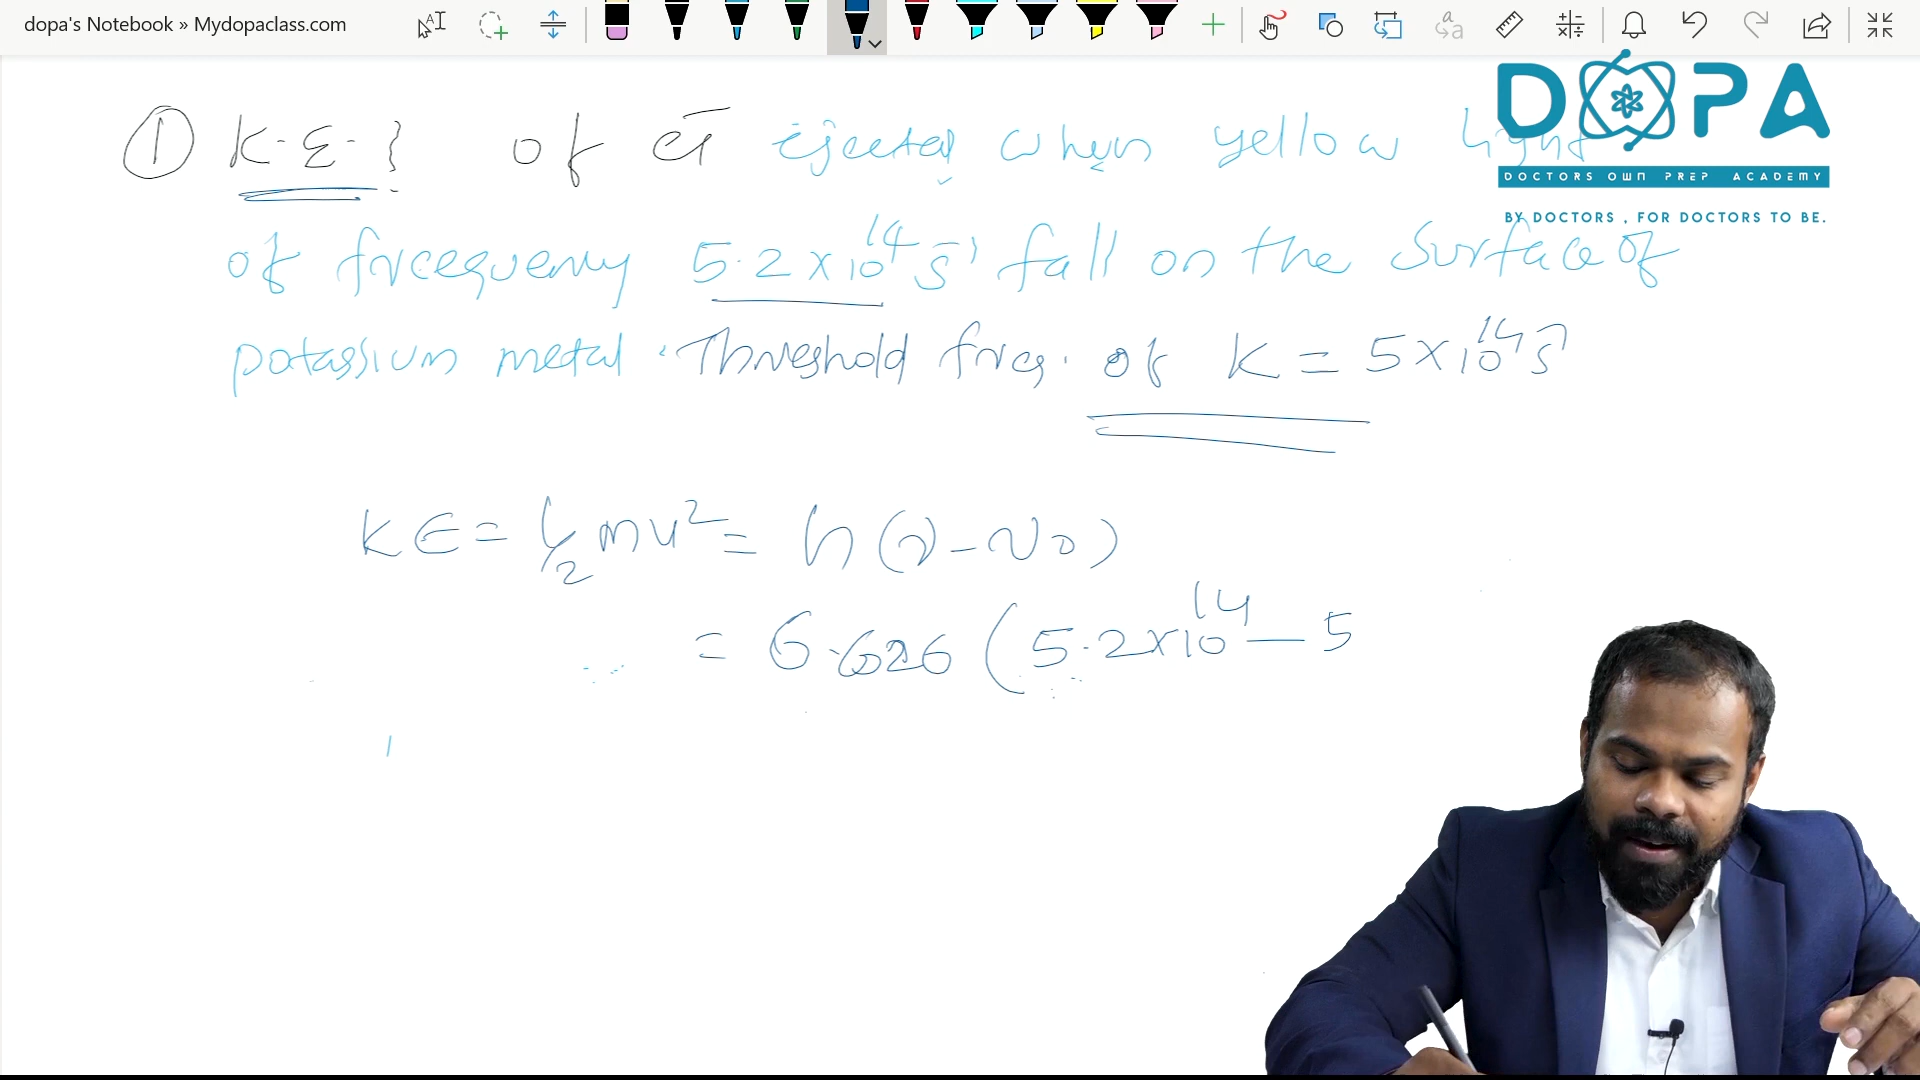 dopa's Notebook » Mydopaclass.com
DOPA
DOCTORS OWN PREP ACADEMY
BY DOCTORS , FOR DOCTORS TO BE.
① K.E. of e⁻ ejected when yellow light
of frequency 5.2×10¹⁴ s⁻¹ fall on the surface of
potassium metal. Threshold freq. of K = 5×10¹⁴ s⁻¹
KE = 1/2 mv² = h(ν-ν₀)
= 6.626 (5.2×10¹⁴ — 5